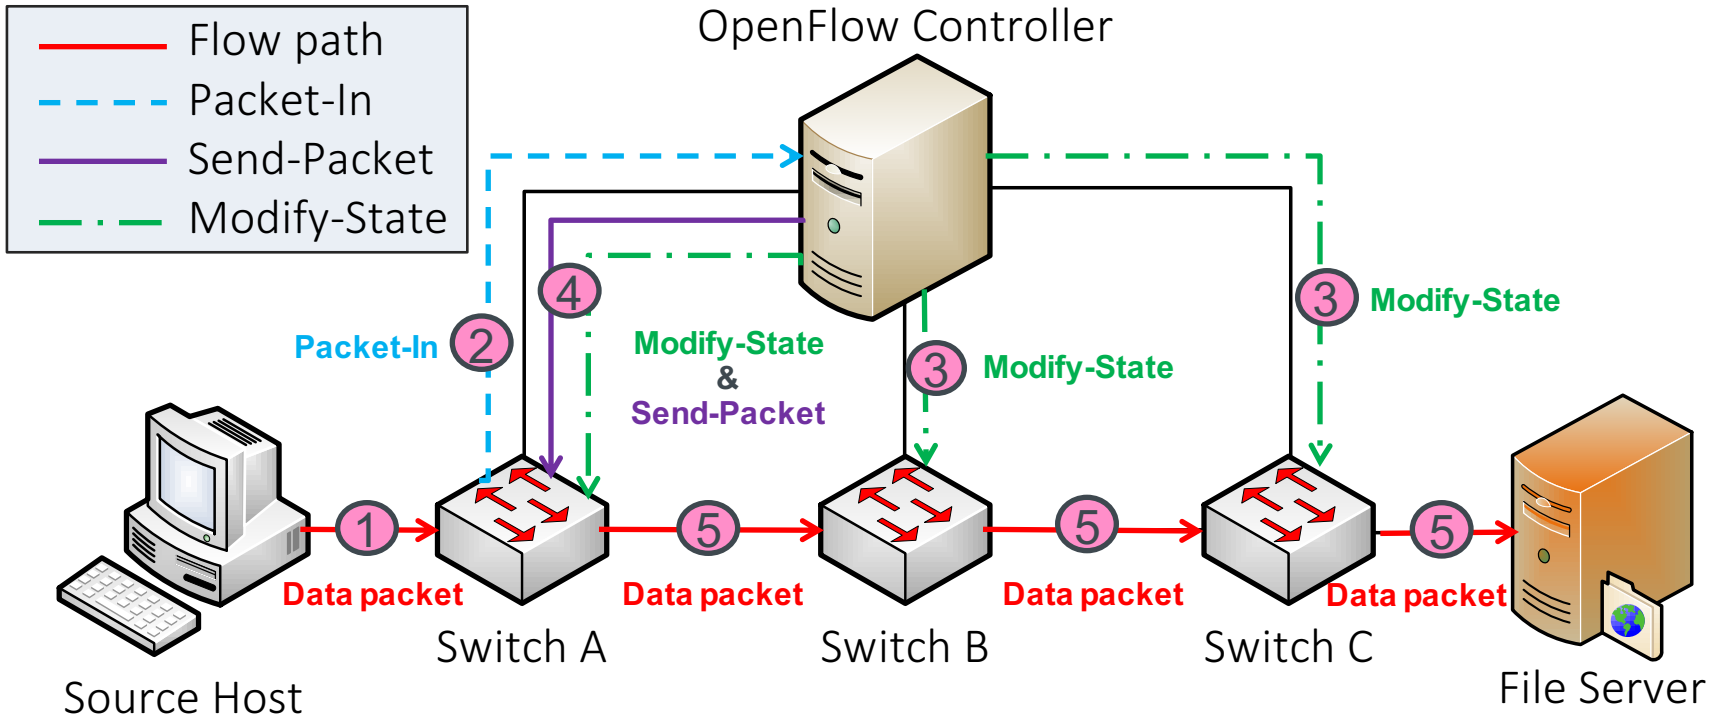 Flow path
Packet-In
Send-Packet
Modify-State
OpenFlow Controller
4
3
Modify-State
Packet-In
2
Modify-State
&
Send-Packet
3
Modify-State
1
5
5
5
Data packet
Data packet
Data packet
Data packet
Switch A
Switch B
Switch C
Source Host
File Server